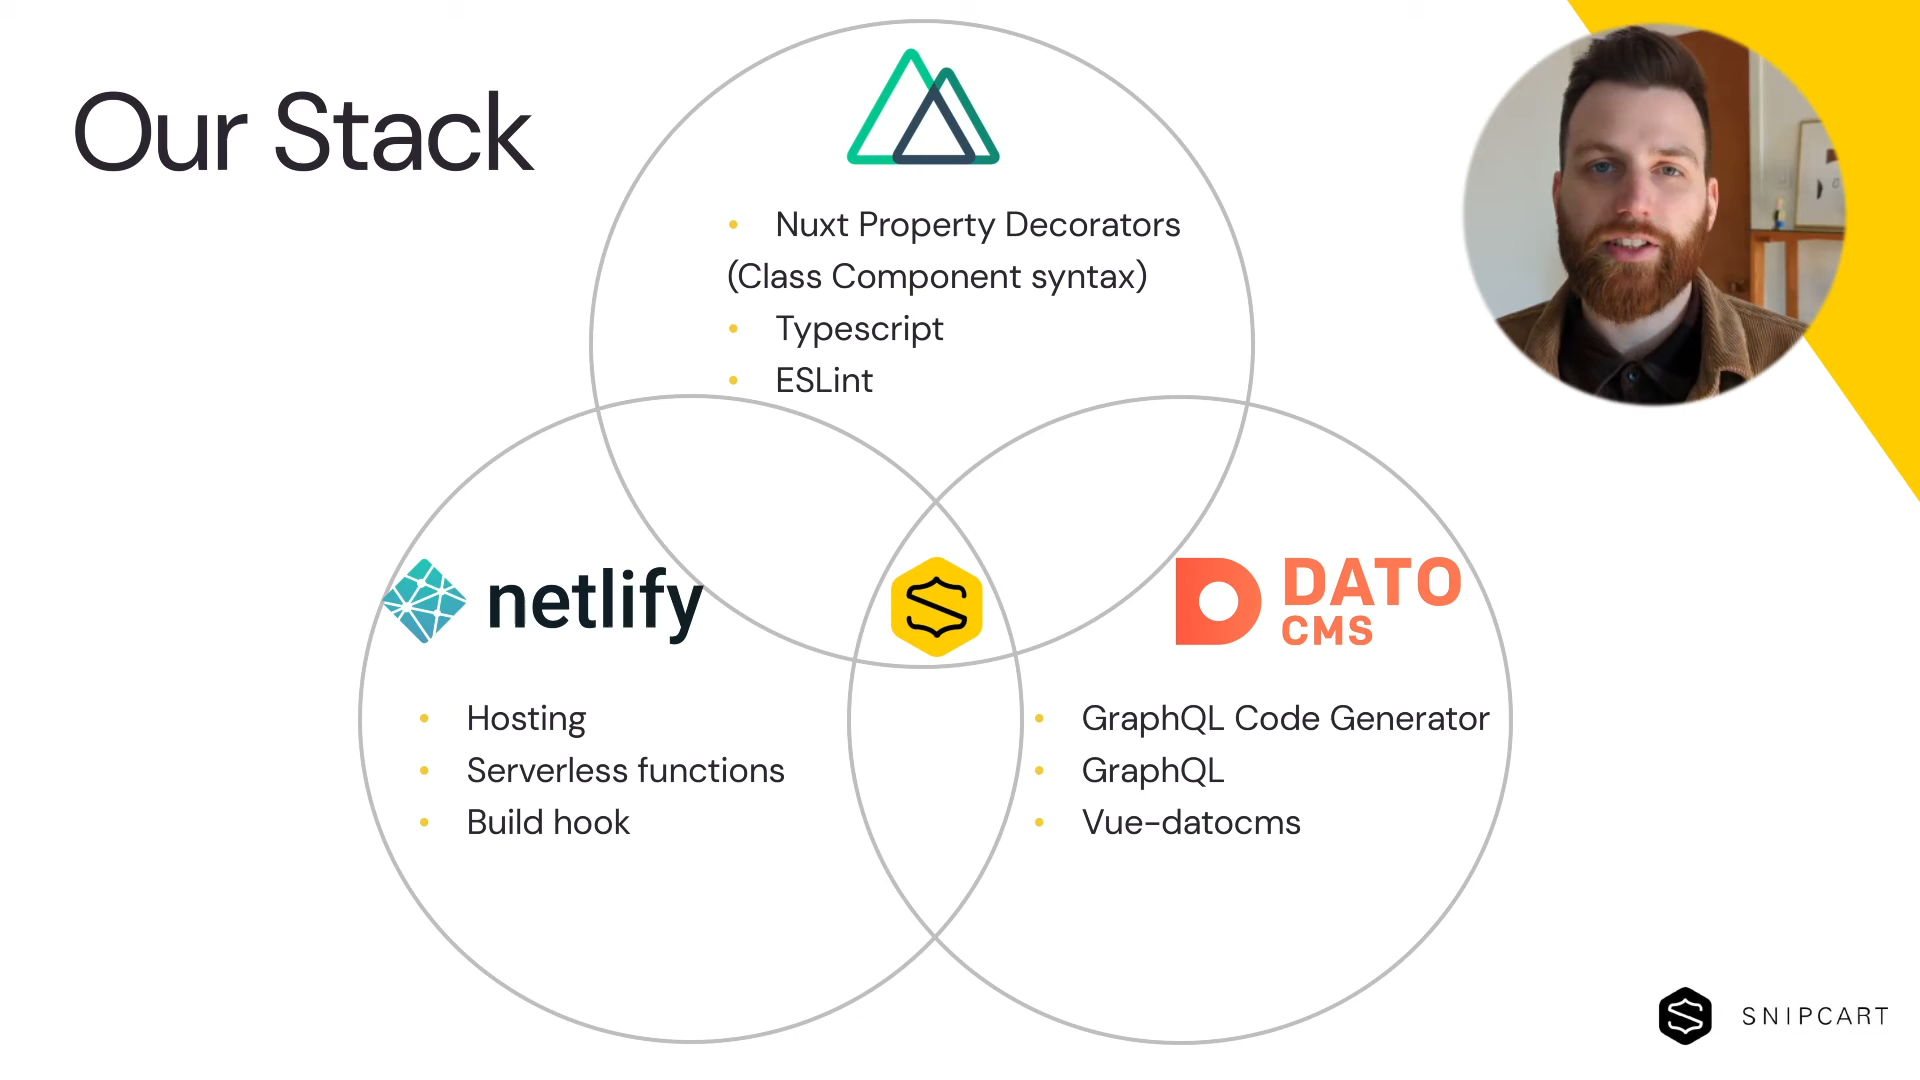 Our Stack
• Nuxt Property Decorators
(Class Component syntax)
• Typescript
• ESLint
netlify
• Hosting
• Serverless functions
• Build hook
DATO
CMS
• GraphQL Code Generator
• GraphQL
• Vue-datocms
SNIPCART